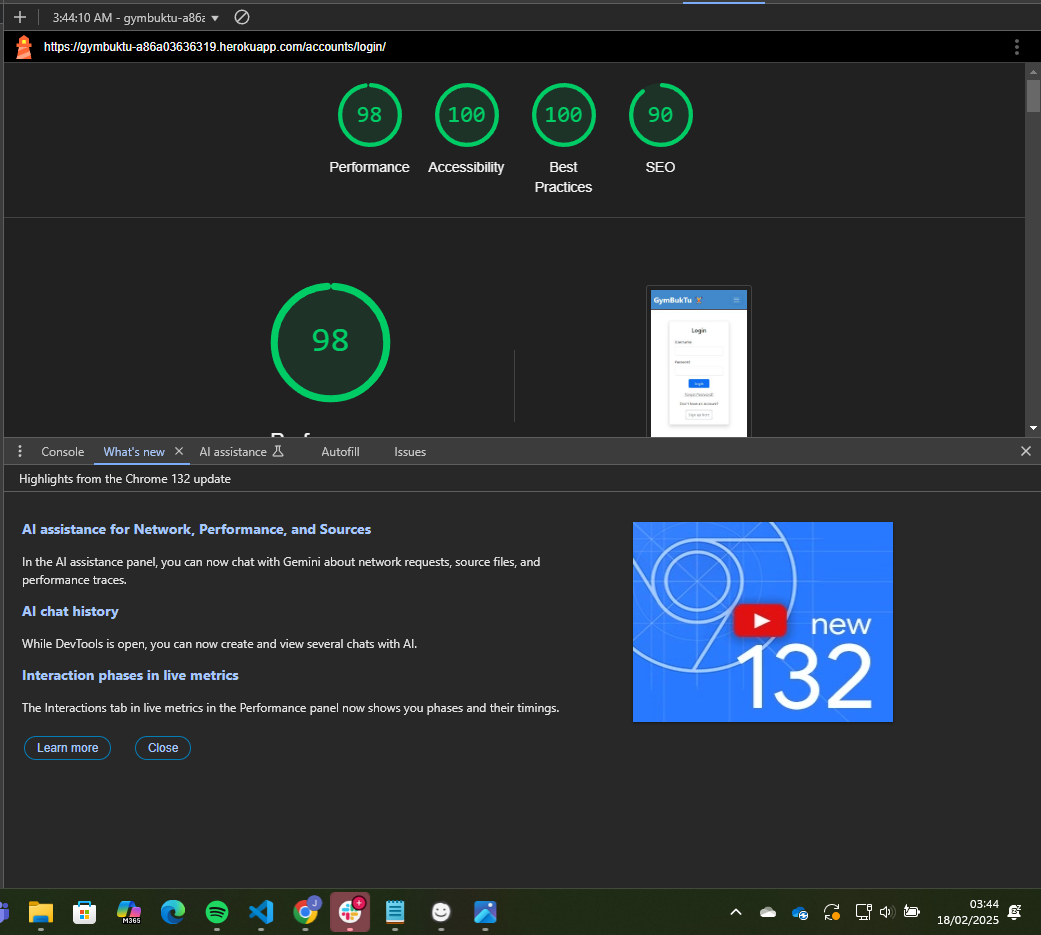 3:44:10 AM - gymbuktu-a86a
https://gymbuktu-a86a03636319.herokuapp.com/accounts/login/
98
100
100
90
Performance
Accessibility
Best
Practices
SEO
98
GymBukTu
Login
Username
Password
Login
Forgot Password?
Don't have an account?
Sign up here
Console
What's new
AI assistance
Autofill
Issues
Highlights from the Chrome 132 update
AI assistance for Network, Performance, and Sources
In the AI assistance panel, you can now chat with Gemini about network requests, source files, and
performance traces.
AI chat history
While DevTools is open, you can now create and view several chats with AI.
Interaction phases in live metrics
The Interactions tab in live metrics in the Performance panel now shows you phases and their timings.
Learn more
Close
new
132
M365
J
03:44
18/02/2025